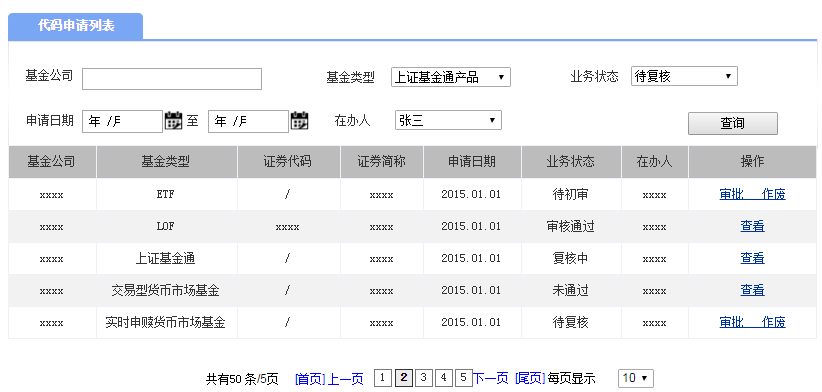 代码申请列表
基金公司 基金类型 上证基金通产品 业务状态 待复核
申请日期 年 /月 至 年 /月 在办人 张三 查询
基金公司 基金类型 证券代码 证券简称 申请日期 业务状态 在办人 操作
xxxx ETF / xxxx 2015.01.01 待初审 xxxx 审批 作废
xxxx LOF xxxx xxxx 2015.01.01 审核通过 xxxx 查看
xxxx 上证基金通 / xxxx 2015.01.01 复核中 xxxx 查看
xxxx 交易型货币市场基金 / xxxx 2015.01.01 未通过 xxxx 查看
xxxx 实时申赎货币市场基金 / xxxx 2015.01.01 待复核 xxxx 审批 作废
共有50 条/5页 [首页] 上一页 1 2 3 4 5 下一页 [尾页] 每页显示 10